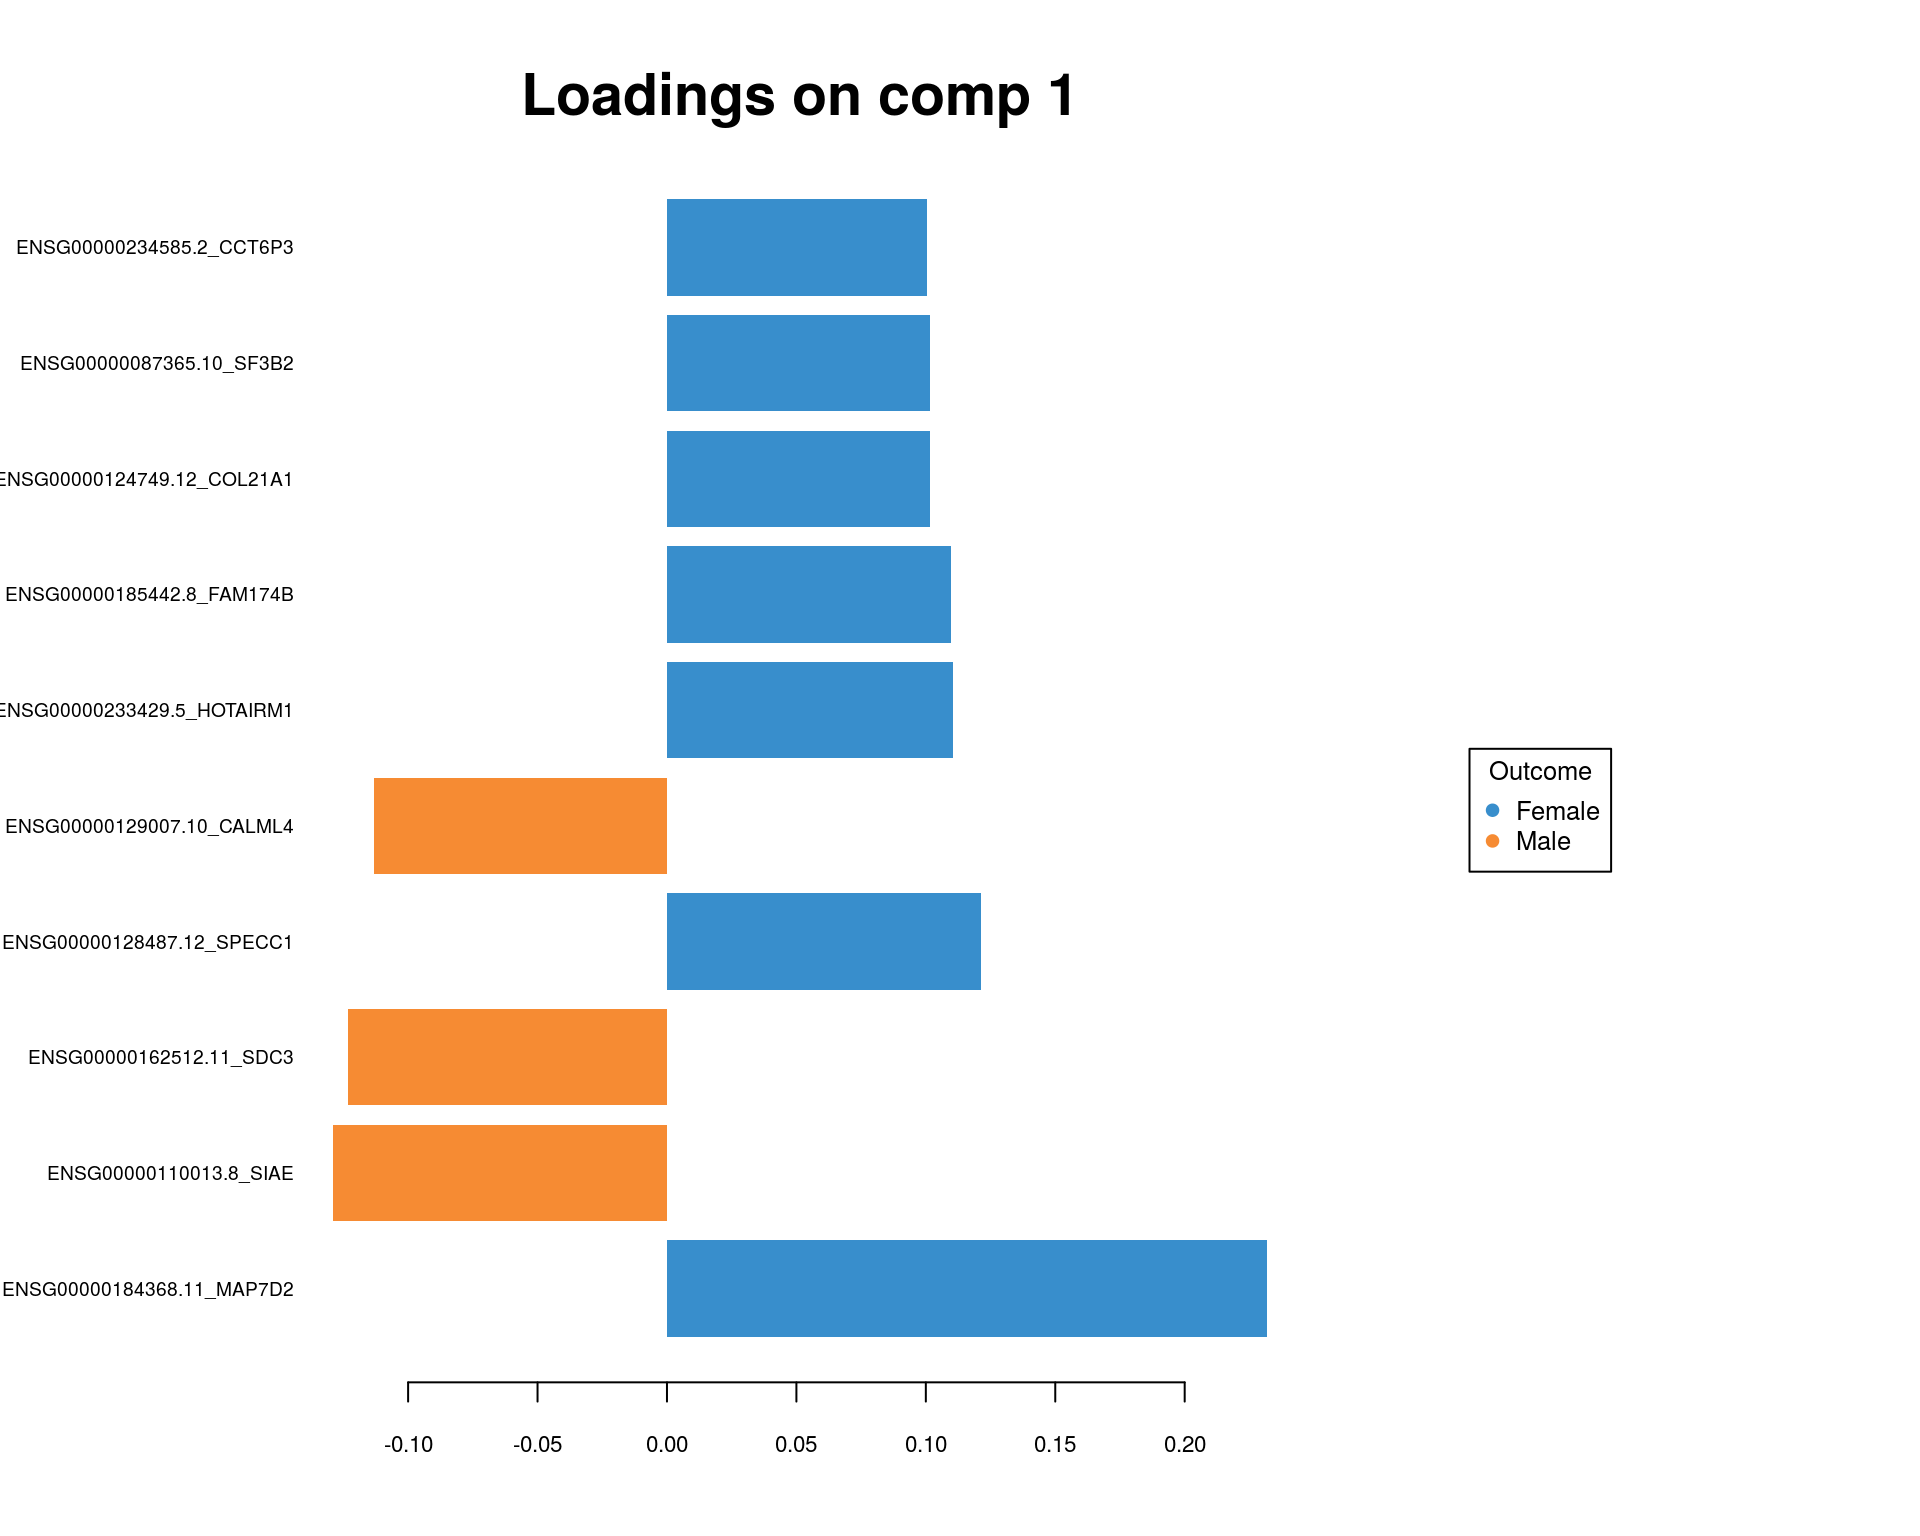 Loadings on comp 1
ENSG00000234585.2_CCT6P3
ENSG00000087365.10_SF3B2
ENSG00000124749.12_COL21A1
ENSG00000185442.8_FAM174B
ENSG00000233429.5_HOTAIRM1
ENSG00000129007.10_CALML4
ENSG00000128487.12_SPECC1
ENSG00000162512.11_SDC3
ENSG00000110013.8_SIAE
ENSG00000184368.11_MAP7D2
Outcome
Female
Male
-0.10 -0.05 0.00 0.05 0.10 0.15 0.20